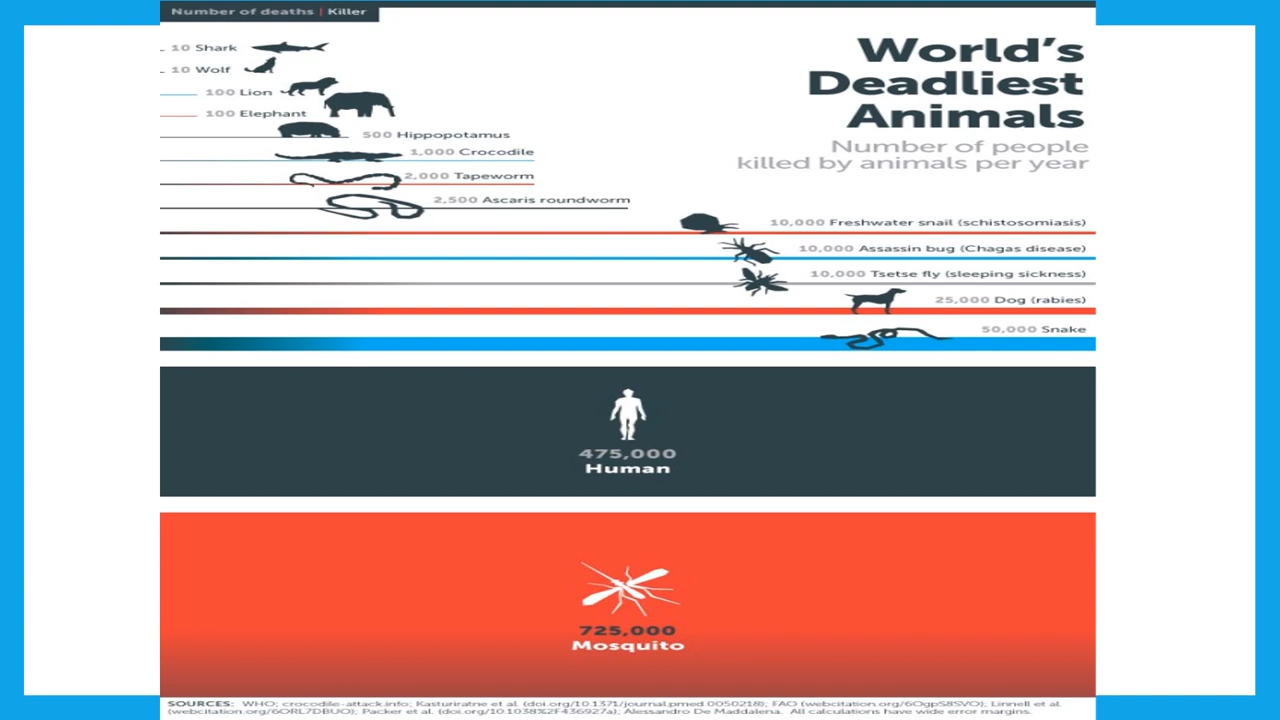 Number of deaths | Killer
10 Shark
10 Wolf
100 Lion
100 Elephant
500 Hippopotamus
1,000 Crocodile
2,000 Tapeworm
2,500 Ascaris roundworm
World's
Deadliest
Animals
Number of people
killed by animals per year
10,000 Freshwater snail (schistosomiasis)
10,000 Assassin bug (Chagas disease)
10,000 Tsetse fly (sleeping sickness)
25,000 Dog (rabies)
50,000 Snake
475,000
Human
725,000
Mosquito
SOURCES: WHO; crocodile-attack.info; Kasturiratne et al. (doi.org/10.1371/journal.pmed 0050218); FAO (webcitation.org/6OgpS8SVO); Linnell et al.
(webcitation.org/6ORL7DBUO); Packer et al. (doi.org/10.1038%2F436927a); Alessandro De Maddalena. All calculations have wide error margins.